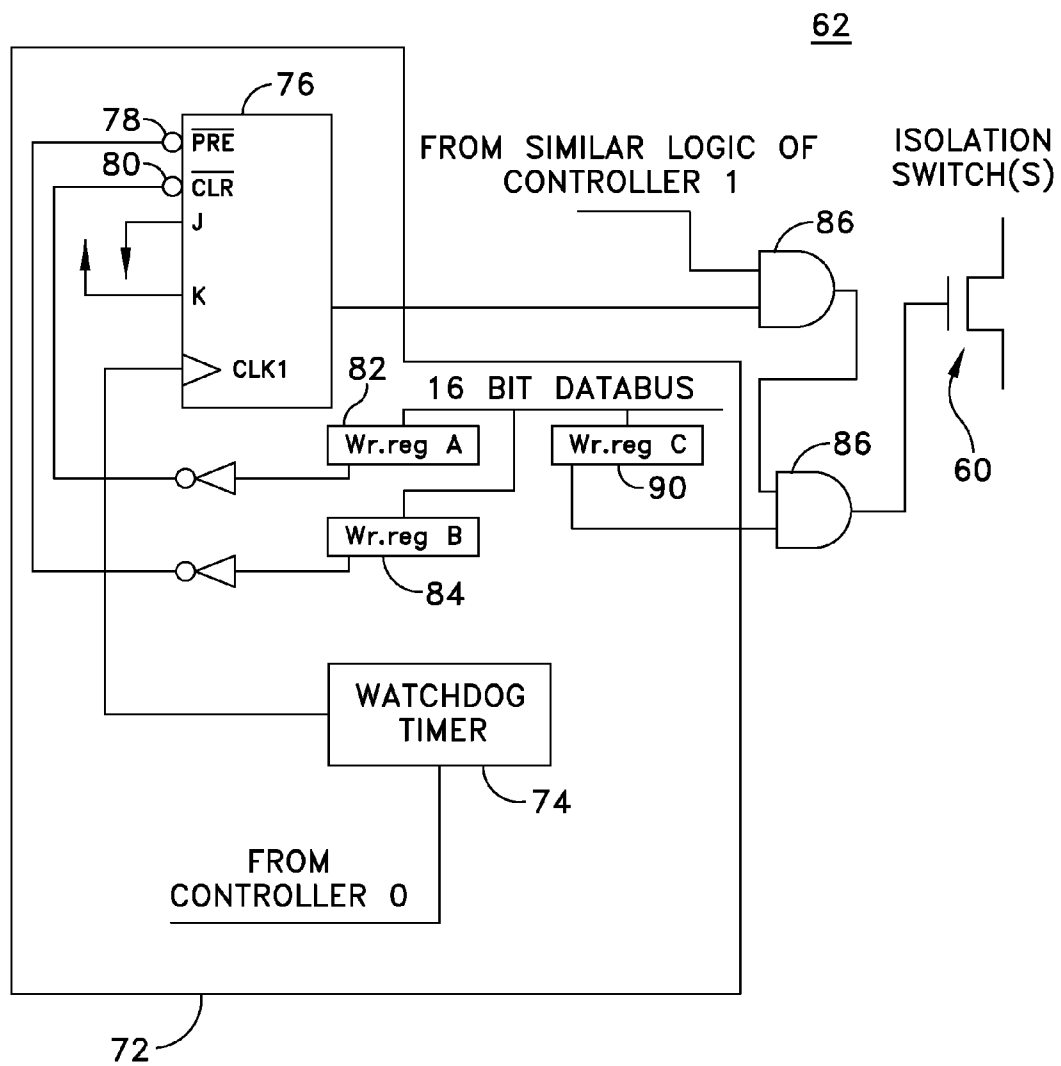 62
76
78
PRE
80
CLR
J
K
CLK1
FROM SIMILAR LOGIC OF
CONTROLLER 1
ISOLATION
SWITCH(S)
86
60
82
16 BIT DATABUS
Wr.reg A
Wr.reg C
90
86
Wr.reg B
84
WATCHDOG
TIMER
74
FROM
CONTROLLER 0
72